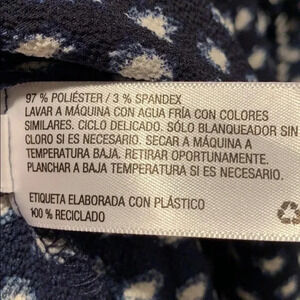 97 % POLIÉSTER / 3 % SPANDEX
LAVAR A MÁQUINA CON AGUA FRÍA CON COLORES
SIMILARES. CICLO DELICADO. SÓLO BLANQUEADOR SIN
CLORO SI ES NECESARIO. SECAR A MÁQUINA A
TEMPERATURA BAJA. RETIRAR OPORTUNAMENTE.
PLANCHAR A BAJA TEMPERATURA SI ES NECESARIO.
ETIQUETA ELABORADA CON PLÁSTICO
100 % RECICLADO